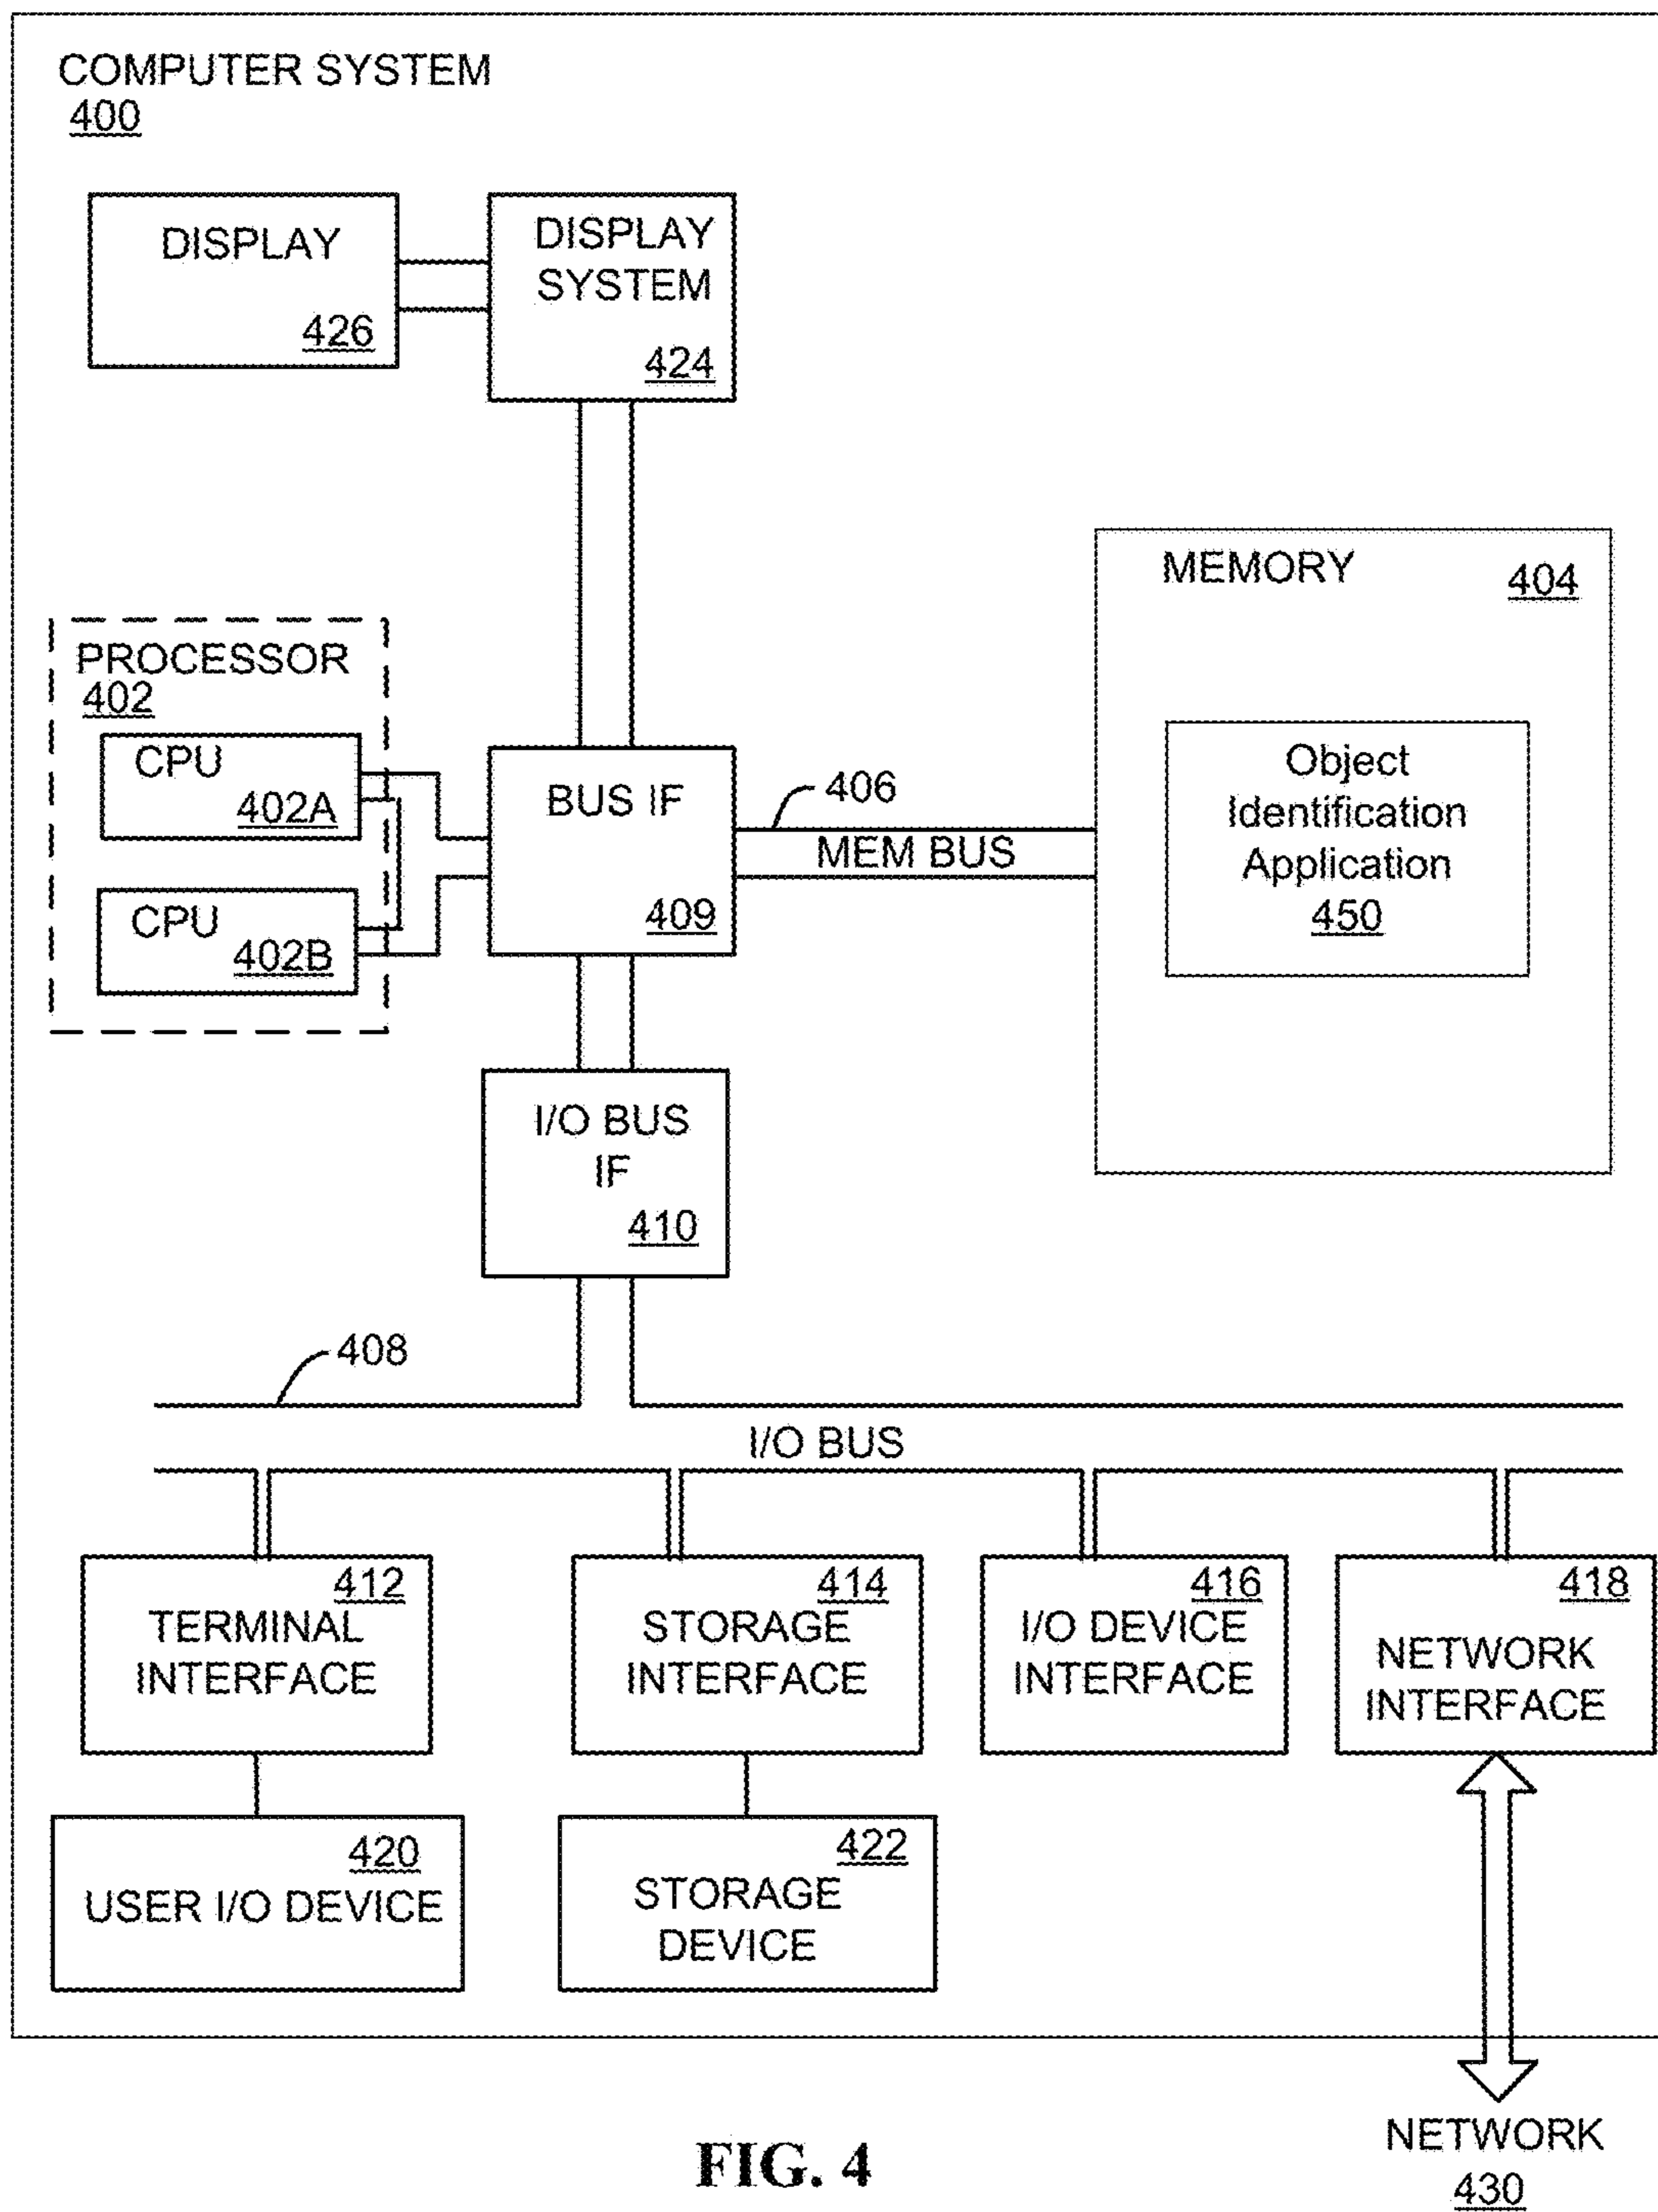 COMPUTER SYSTEM
400
DISPLAY
426
DISPLAY
SYSTEM
424
PROCESSOR
402
CPU
402A
CPU
402B
BUS IF
409
406
MEM BUS
MEMORY
404
Object
Identification
Application
450
I/O BUS
IF
410
408
I/O BUS
412
TERMINAL
INTERFACE
414
STORAGE
INTERFACE
416
I/O DEVICE
INTERFACE
418
NETWORK
INTERFACE
420
USER I/O DEVICE
422
STORAGE
DEVICE
NETWORK
430
FIG. 4